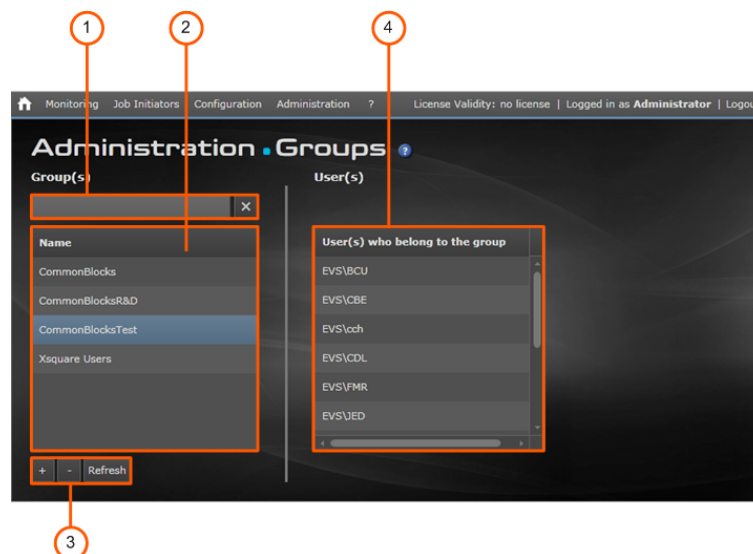 1 2 4
Monitoring Job Initiators Configuration Administration ? License Validity: no license | Logged in as Administrator | Logou
Administration Groups ?
Group(s) User(s)
×
Name User(s) who belong to the group
CommonBlocks EVS\BCU
CommonBlocksR&D EVS\CBE
CommonBlocksTest EVS\cch
Xsquare Users EVS\CDL
EVS\FMR
EVS\JED
+ - Refresh
3